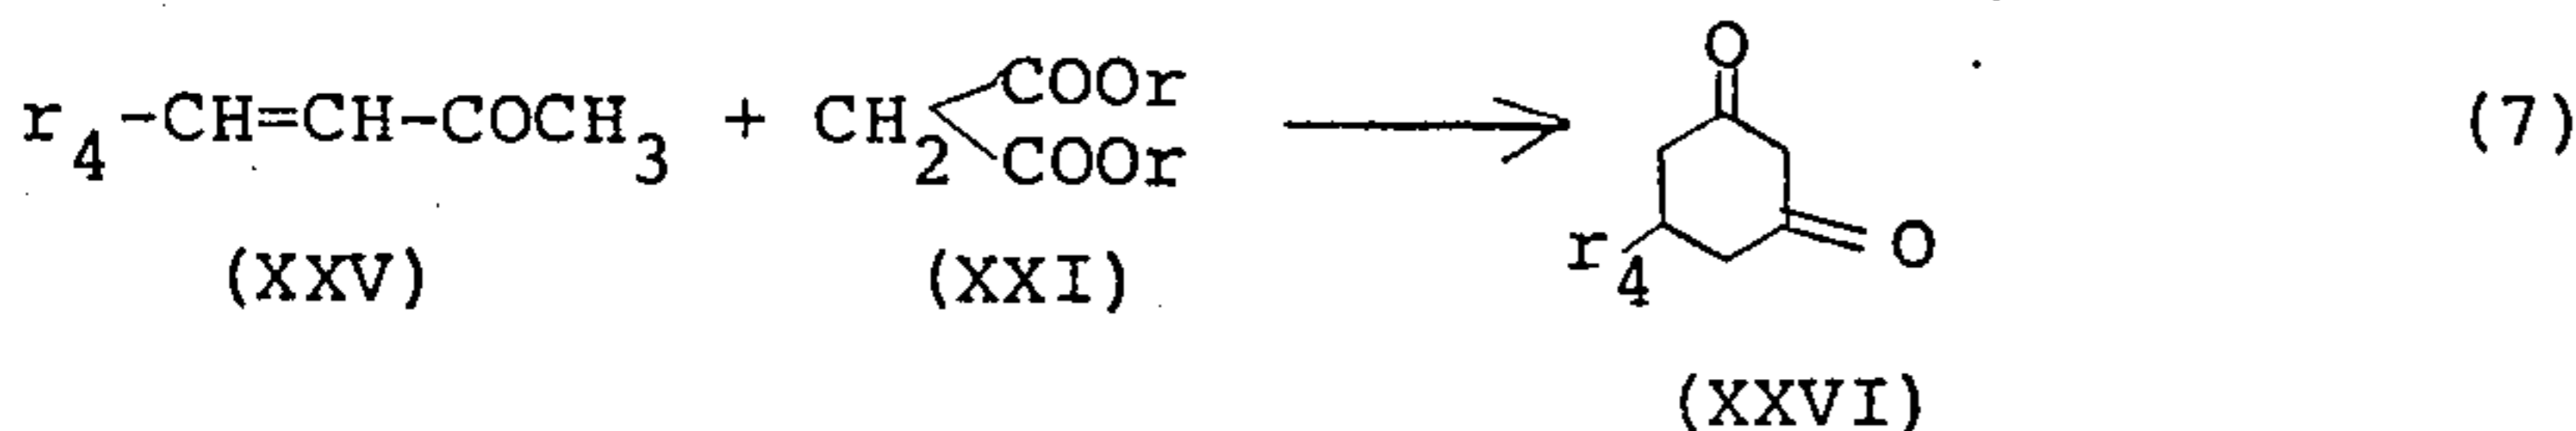 r4-CH=CH-COCH3 + CH2 COOr COOr O O r4 (7)
(XXV) (XXI)
(XXVI)